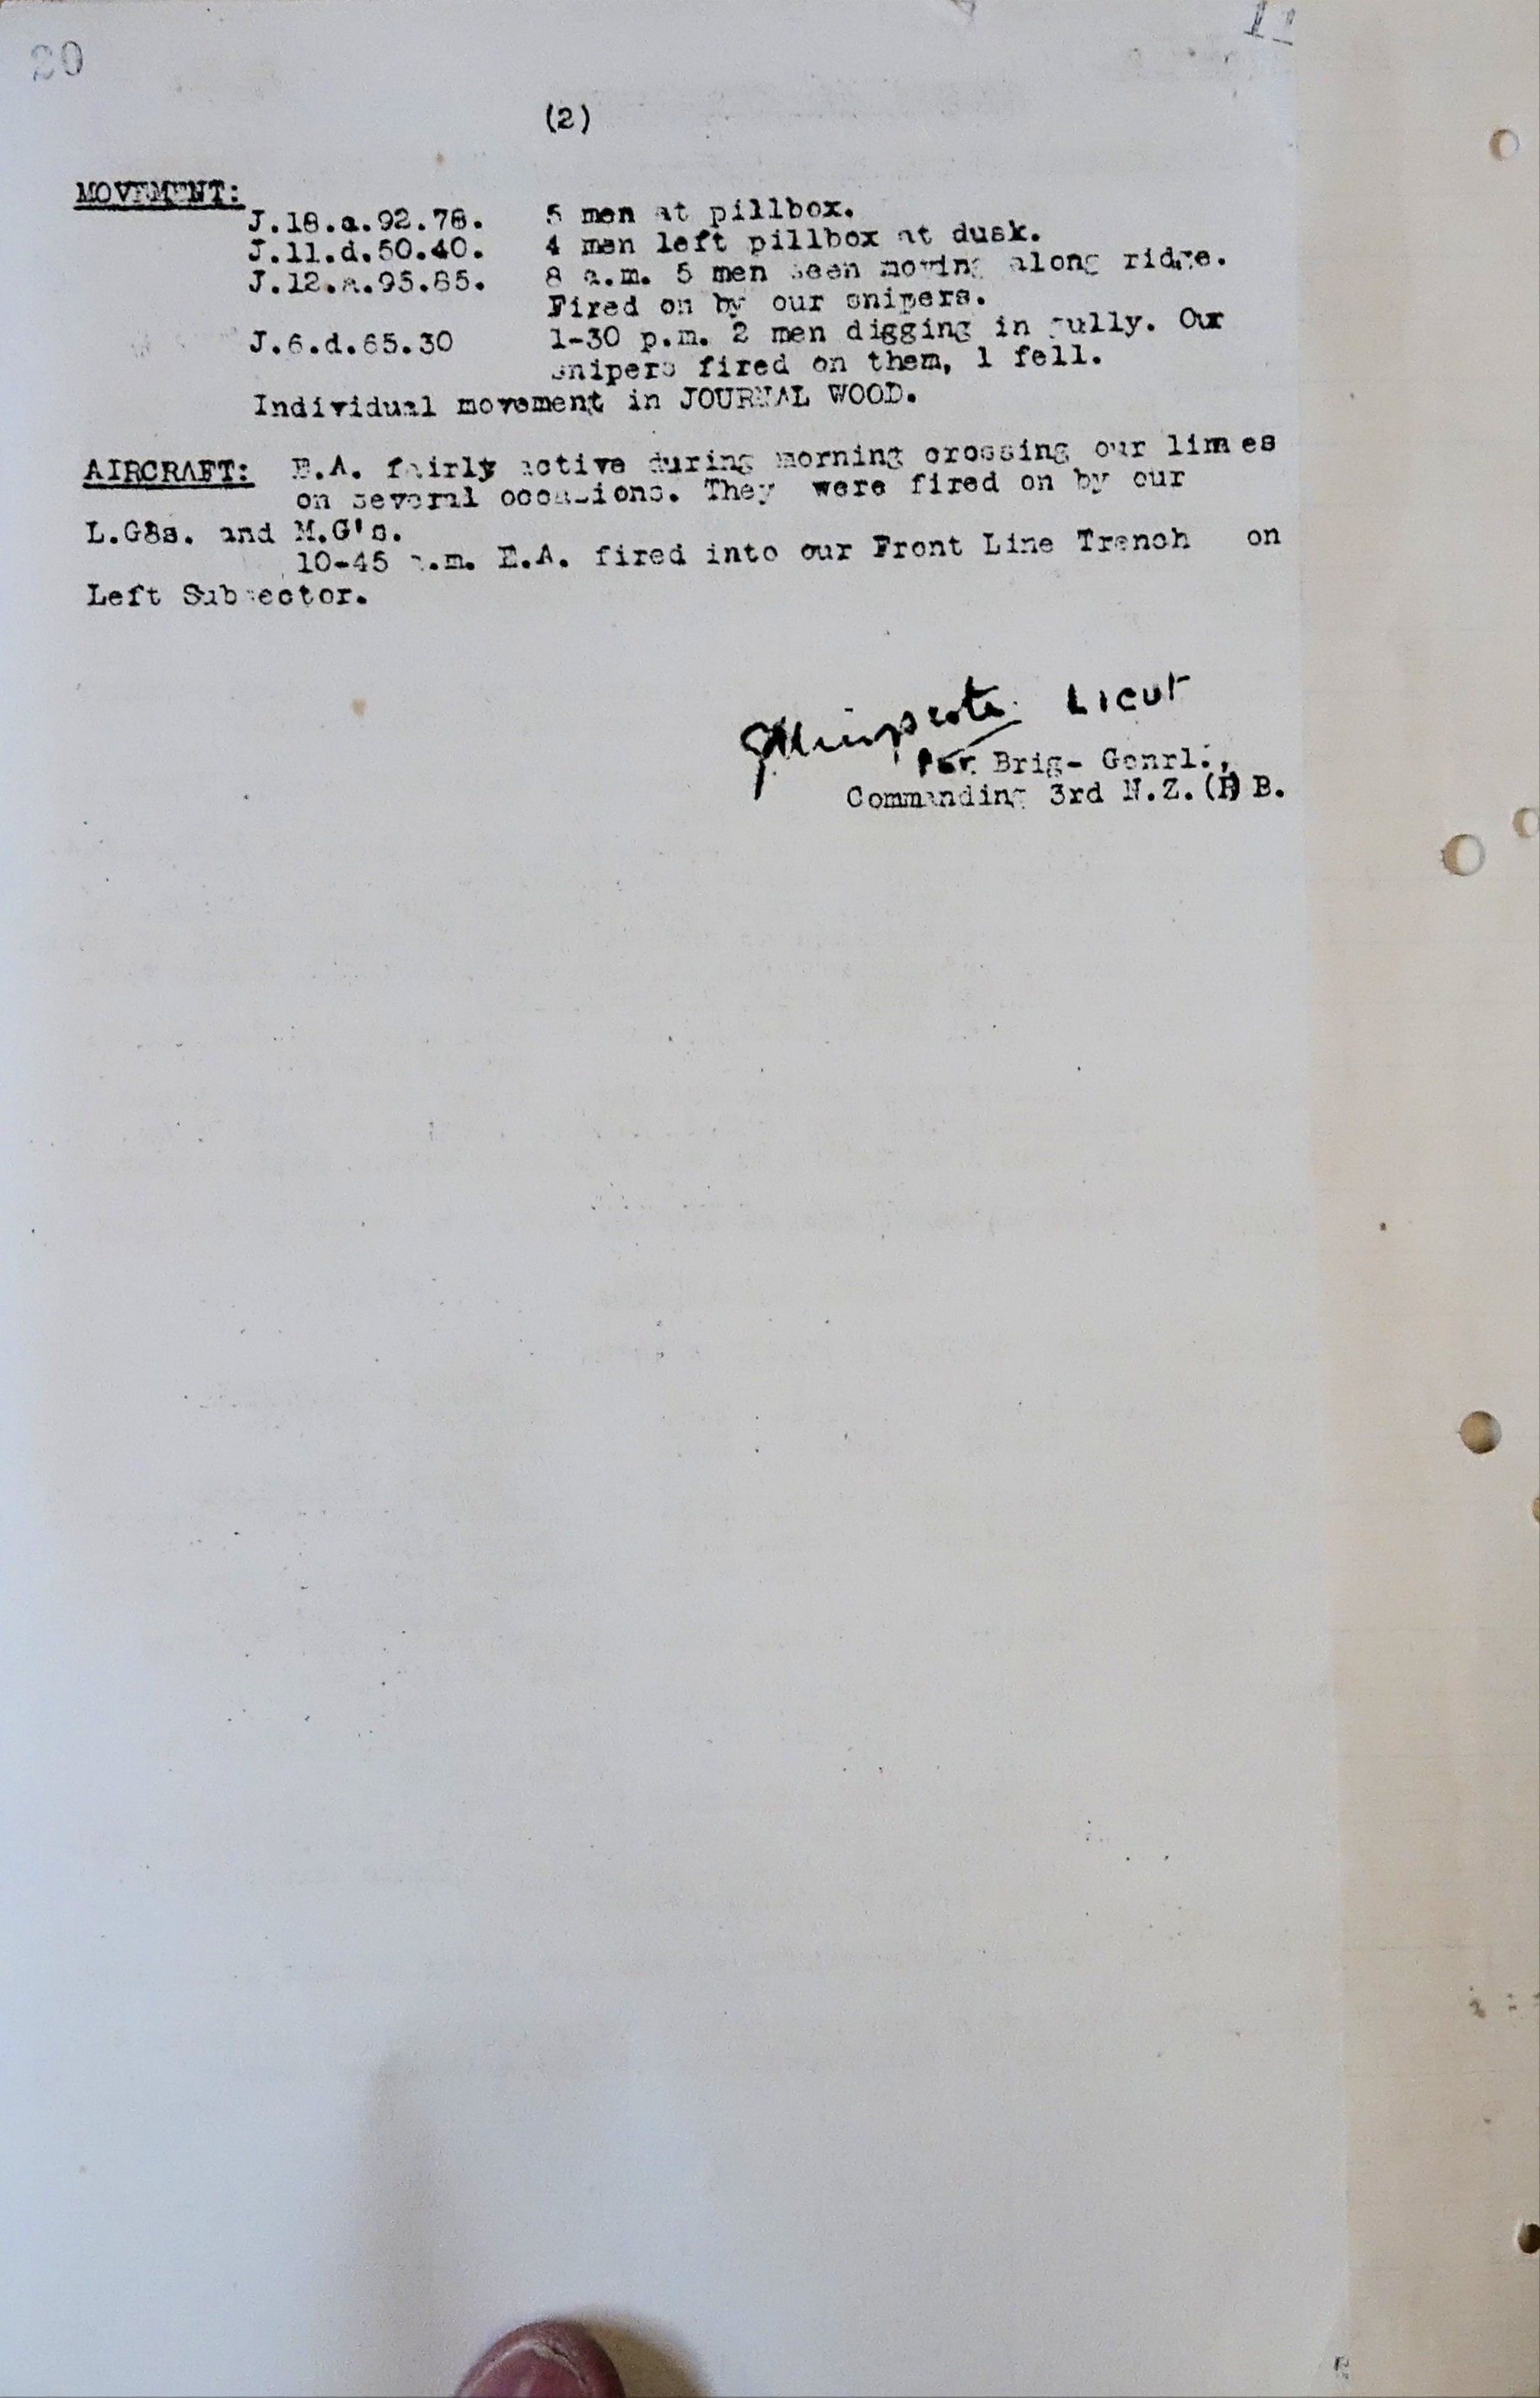 20
11
(2)
MOVEMENT:
J.18.a.92.78. 5 men at pillbox.
J.11.d.50.40. 4 men left pillbox at dusk.
J.12.a.95.85. 8 a.m. 5 men seen moving along ridge.
Fired on by our snipers.
J.6.d.65.30 1-30 p.m. 2 men digging in gully. Our
snipers fired on them, 1 fell.
Individual movement in JOURNAL WOOD.
AIRCRAFT: E.A. fairly active during morning crossing our limes
on several occasions. They were fired on by our
L.G8s. and M.G's.
10-45 a.m. E.A. fired into our Front Line Trench on
Left Subsector.
Lieut
for Brig- Genrl.,
Commanding 3rd N.Z.(R) B.